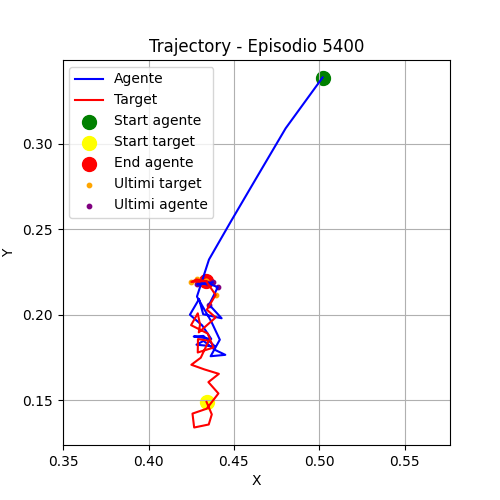 Trajectory - Episodio 5400
Agente
Target
Start agente
Start target
End agente
Ultimi target
Ultimi agente
Y
0.30
0.25
0.20
0.15
0.35
0.40
0.45
0.50
0.55
X